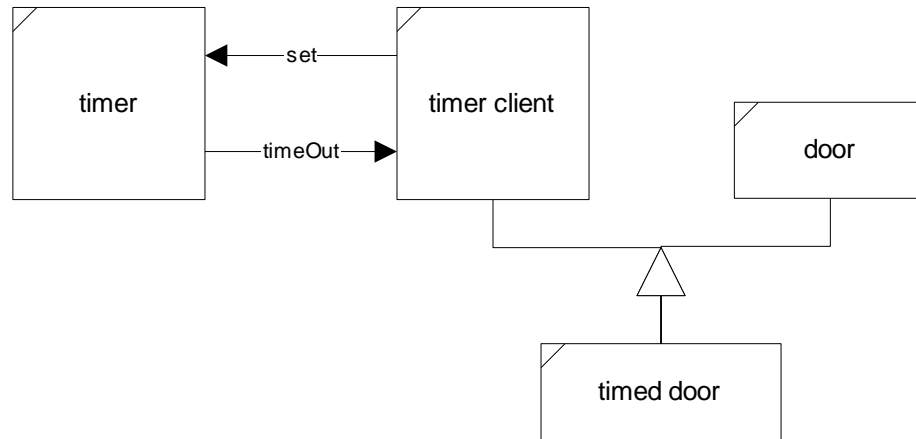 timer
set
timeOut
timer client
door
timed door